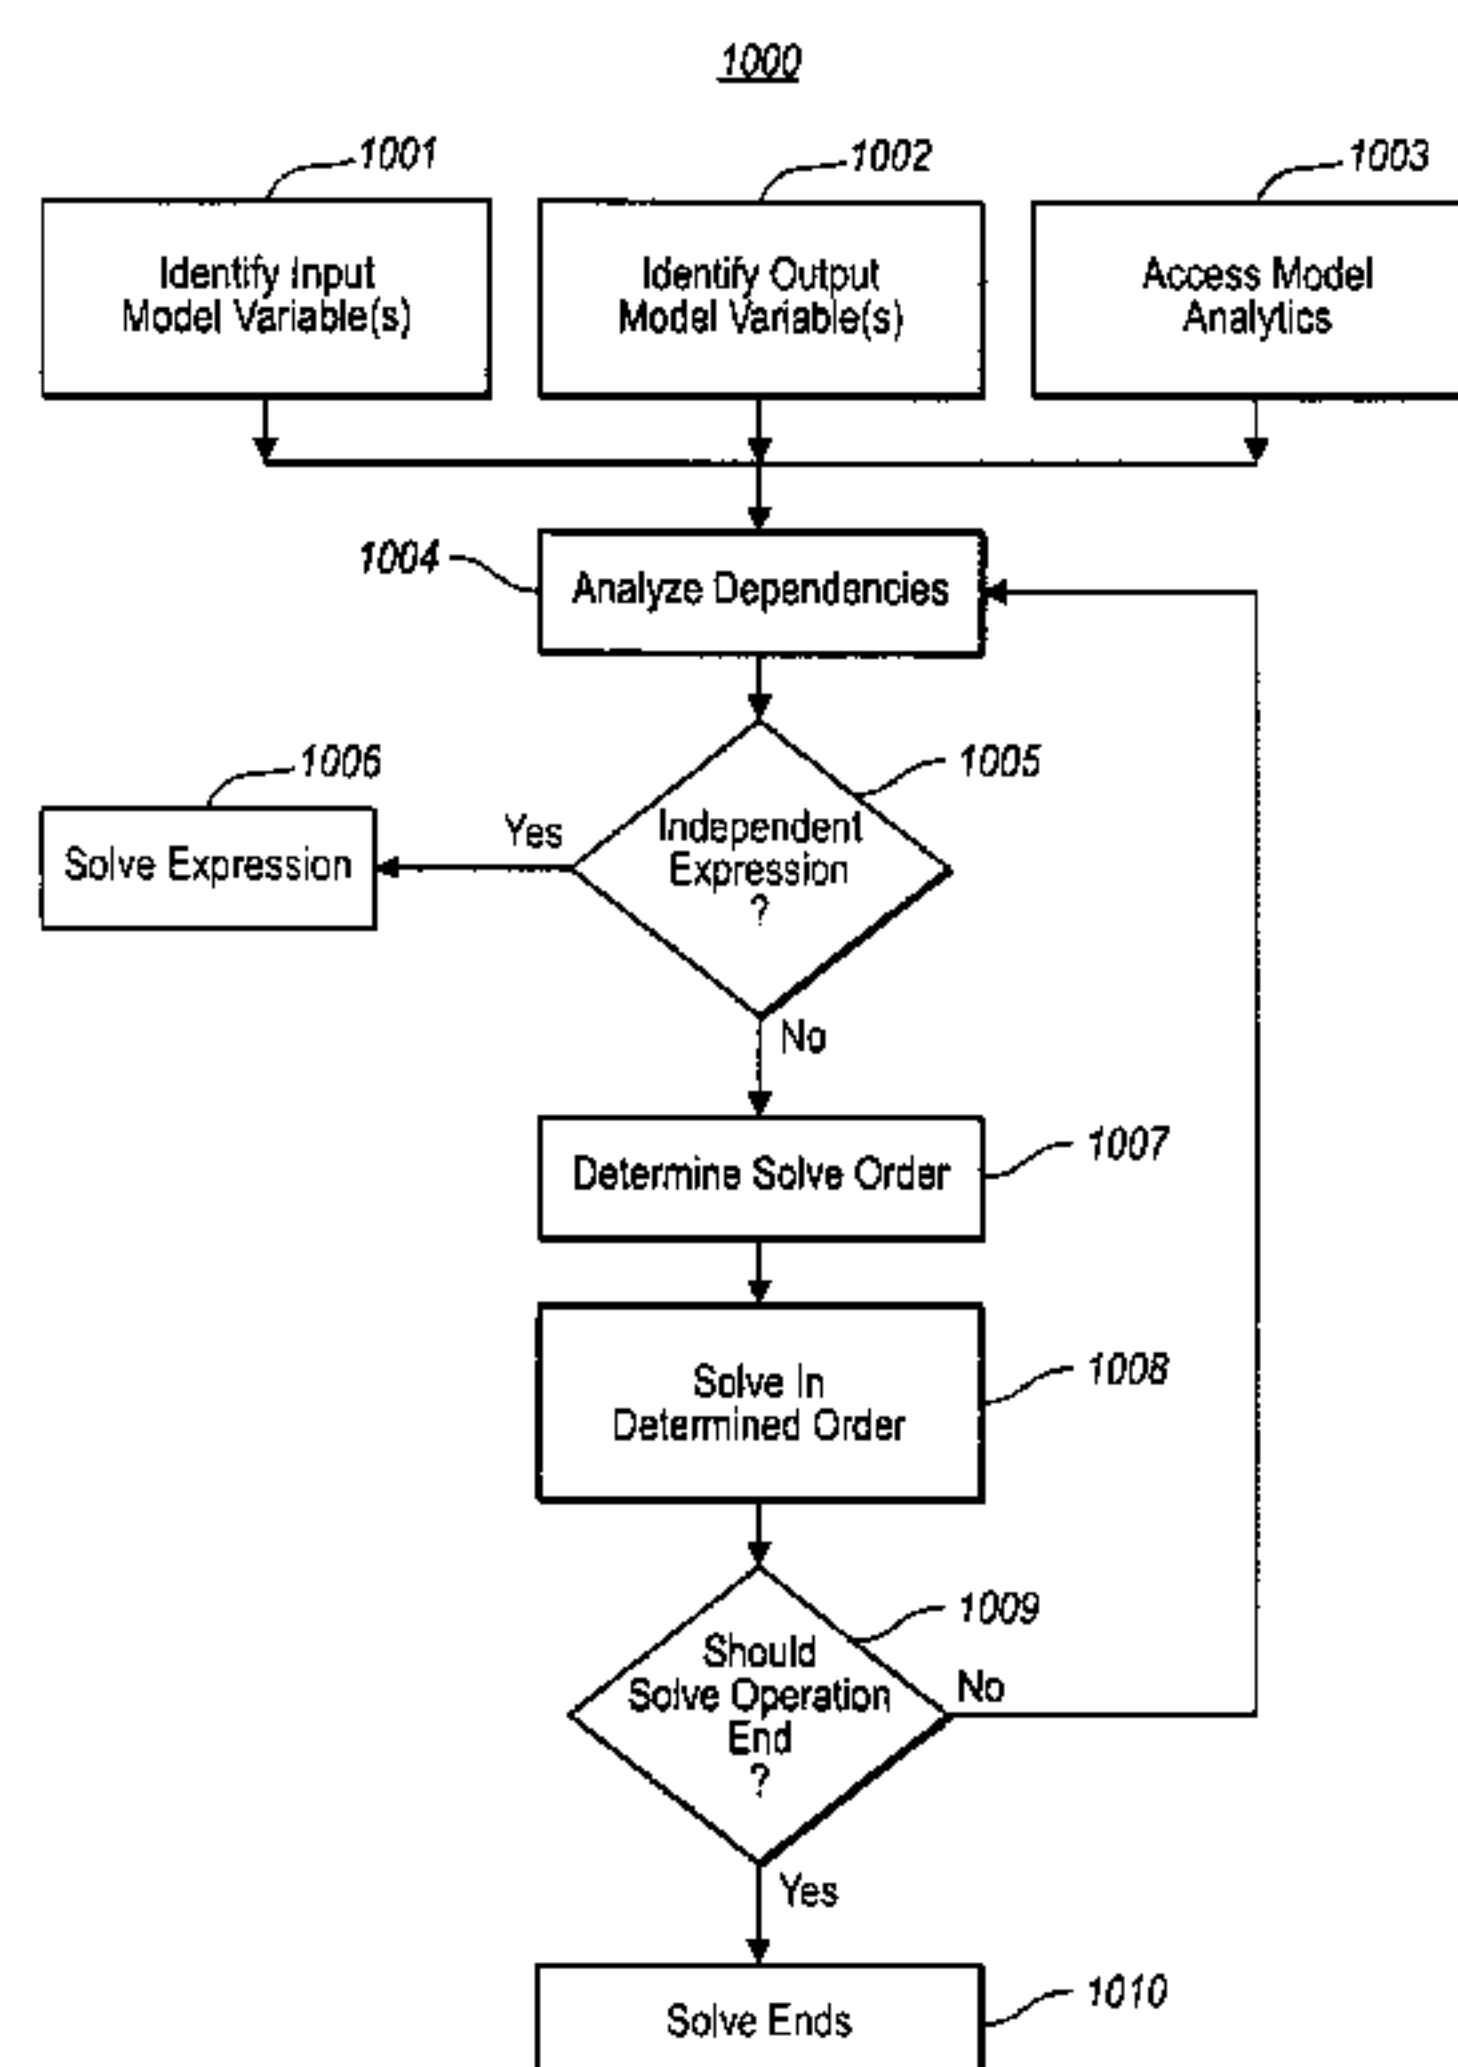 1000
1001
1002
1003
Identify Input
Model Variable(s)
Identify Output
Model Variable(s)
Access Model
Analytics
1004
Analyze Dependencies
1005
1006
Yes
Independent
Expression
?
Solve Expression
No
1007
Determine Solve Order
1008
Solve In
Determined Order
1009
Should
Solve Operation
End
?
No
Yes
1010
Solve Ends